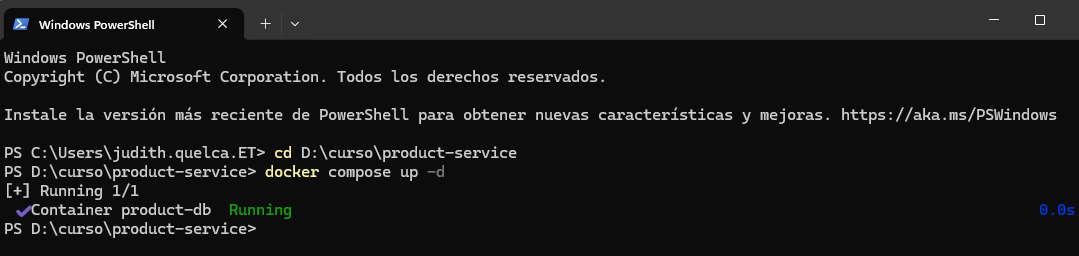 Windows PowerShell
Windows PowerShell
Copyright (C) Microsoft Corporation. Todos los derechos reservados.
Instale la versión más reciente de PowerShell para obtener nuevas características y mejoras. https://aka.ms/PSWindows
PS C:\Users\judith.quelca.ET> cd D:\curso\product-service
PS D:\curso\product-service> docker compose up -d
[+] Running 1/1
✔Container product-db  Running  0.0s
PS D:\curso\product-service>